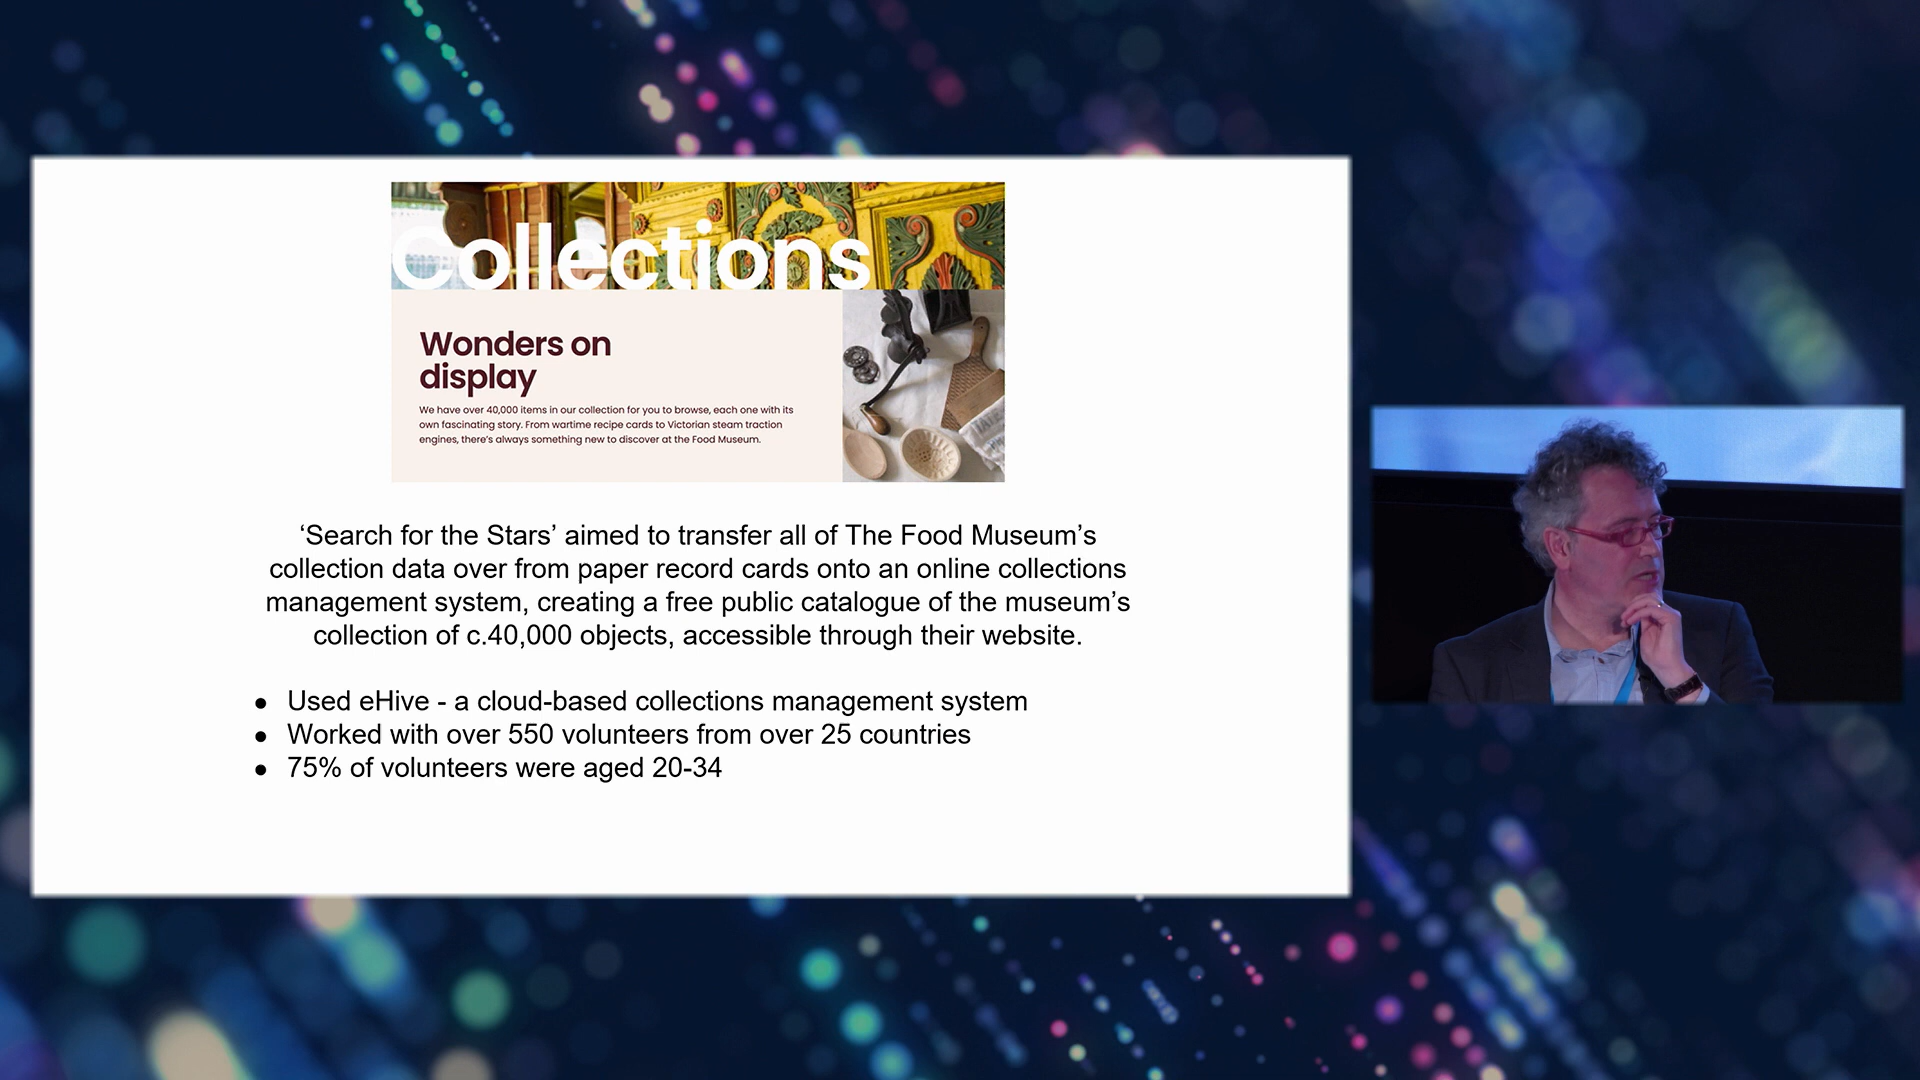 Collections
Wonders on
display
We have over 40,000 items in our collection for you to browse, each one with its
own fascinating story. From wartime recipe cards to Victorian steam traction
engines, there's always something new to discover at the Food Museum.
‘Search for the Stars’ aimed to transfer all of The Food Museum’s
collection data over from paper record cards onto an online collections
management system, creating a free public catalogue of the museum’s
collection of c.40,000 objects, accessible through their website.
● Used eHive - a cloud-based collections management system
● Worked with over 550 volunteers from over 25 countries
● 75% of volunteers were aged 20-34